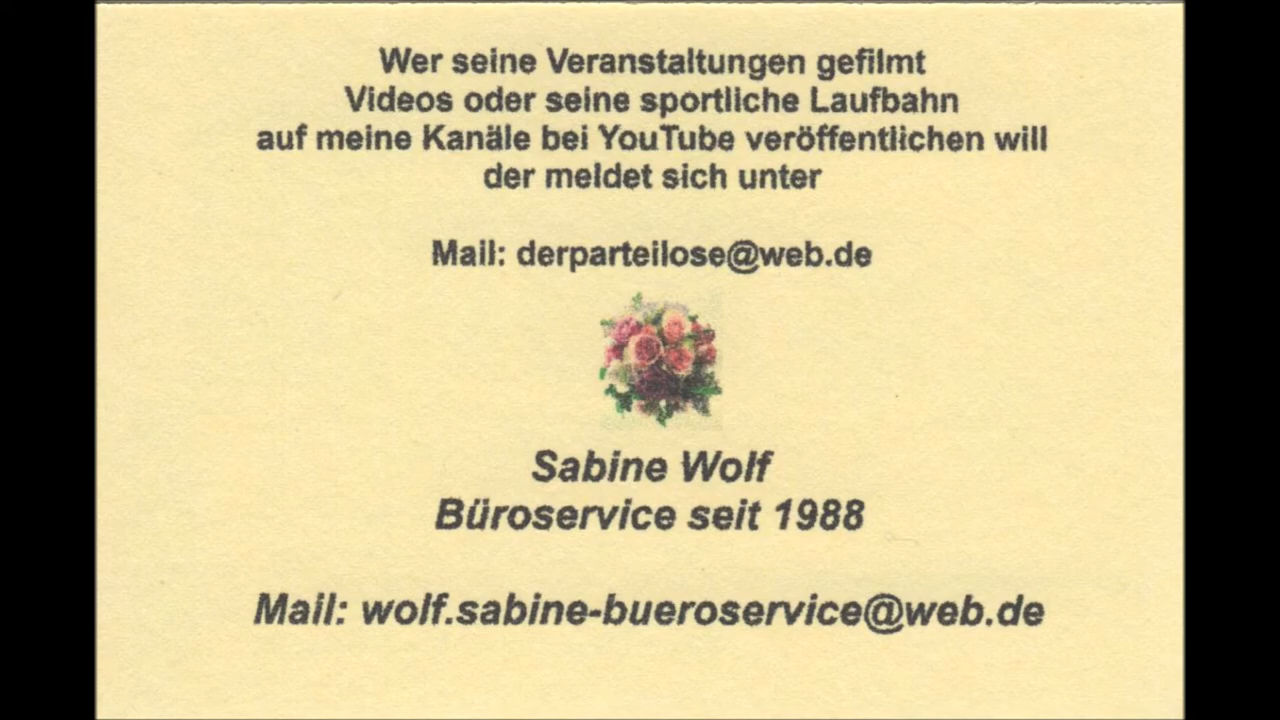 Wer seine Veranstaltungen gefilmt
Videos oder seine sportliche Laufbahn
auf meine Kanäle bei YouTube veröffentlichen will
der meldet sich unter
Mail: derparteilose@web.de
Sabine Wolf
Büroservice seit 1988
Mail: wolf.sabine-bueroservice@web.de